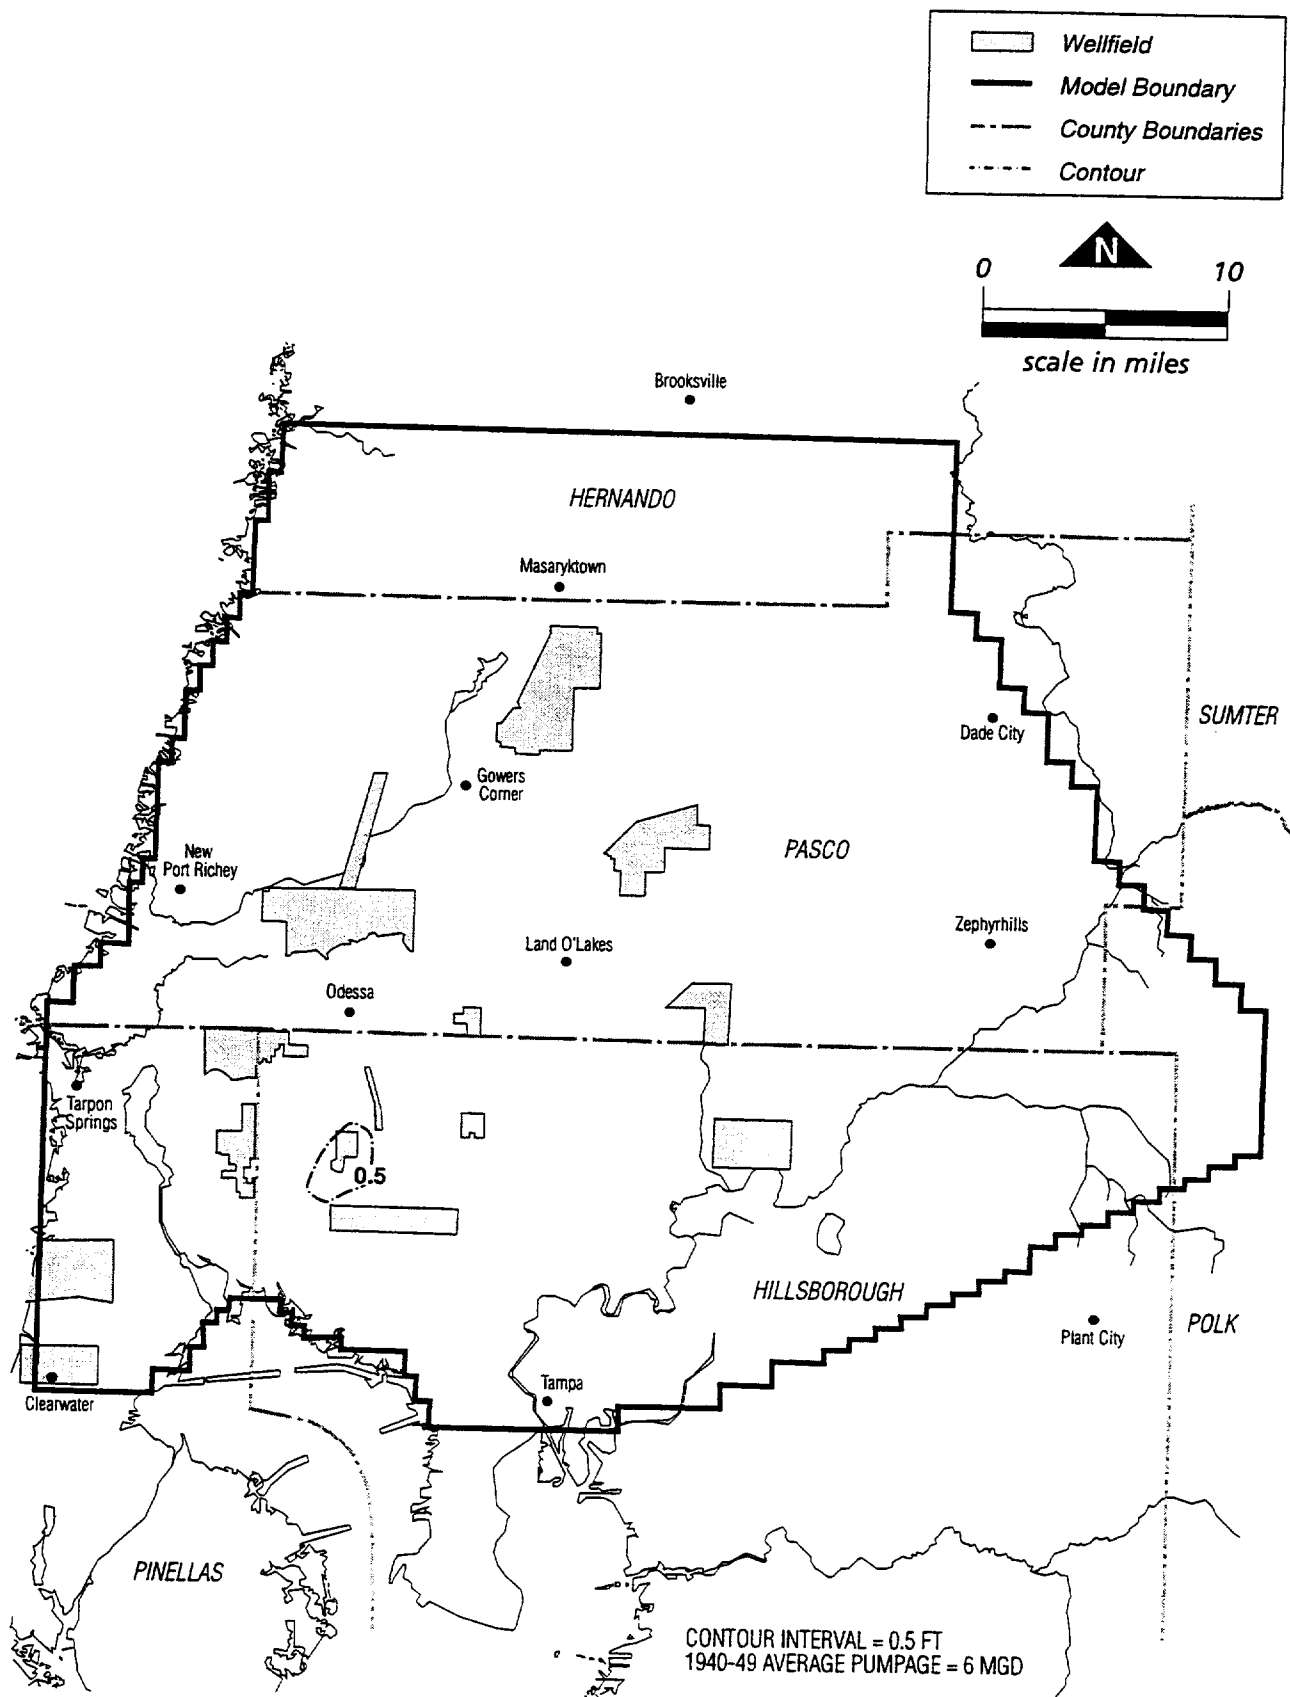 Wellfield
Model Boundary
County Boundaries
Contour
N
0
10
scale in miles
Brooksville
HERNANDO
Masaryktown
SUMTER
Dade City
Gowers
Corner
PASCO
New
Port Richey
Zephyrhills
Land O'Lakes
Odessa
Tarpon
Springs
0.5
HILLSBOROUGH
Plant City
POLK
Tampa
Clearwater
PINELLAS
CONTOUR INTERVAL = 0.5 FT
1940-49 AVERAGE PUMPAGE = 6 MGD